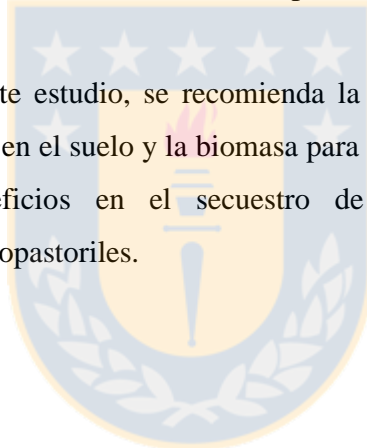 te estudio, se recomienda la
en el suelo y la biomasa para
eficios en el secuestro de
opastoriles.